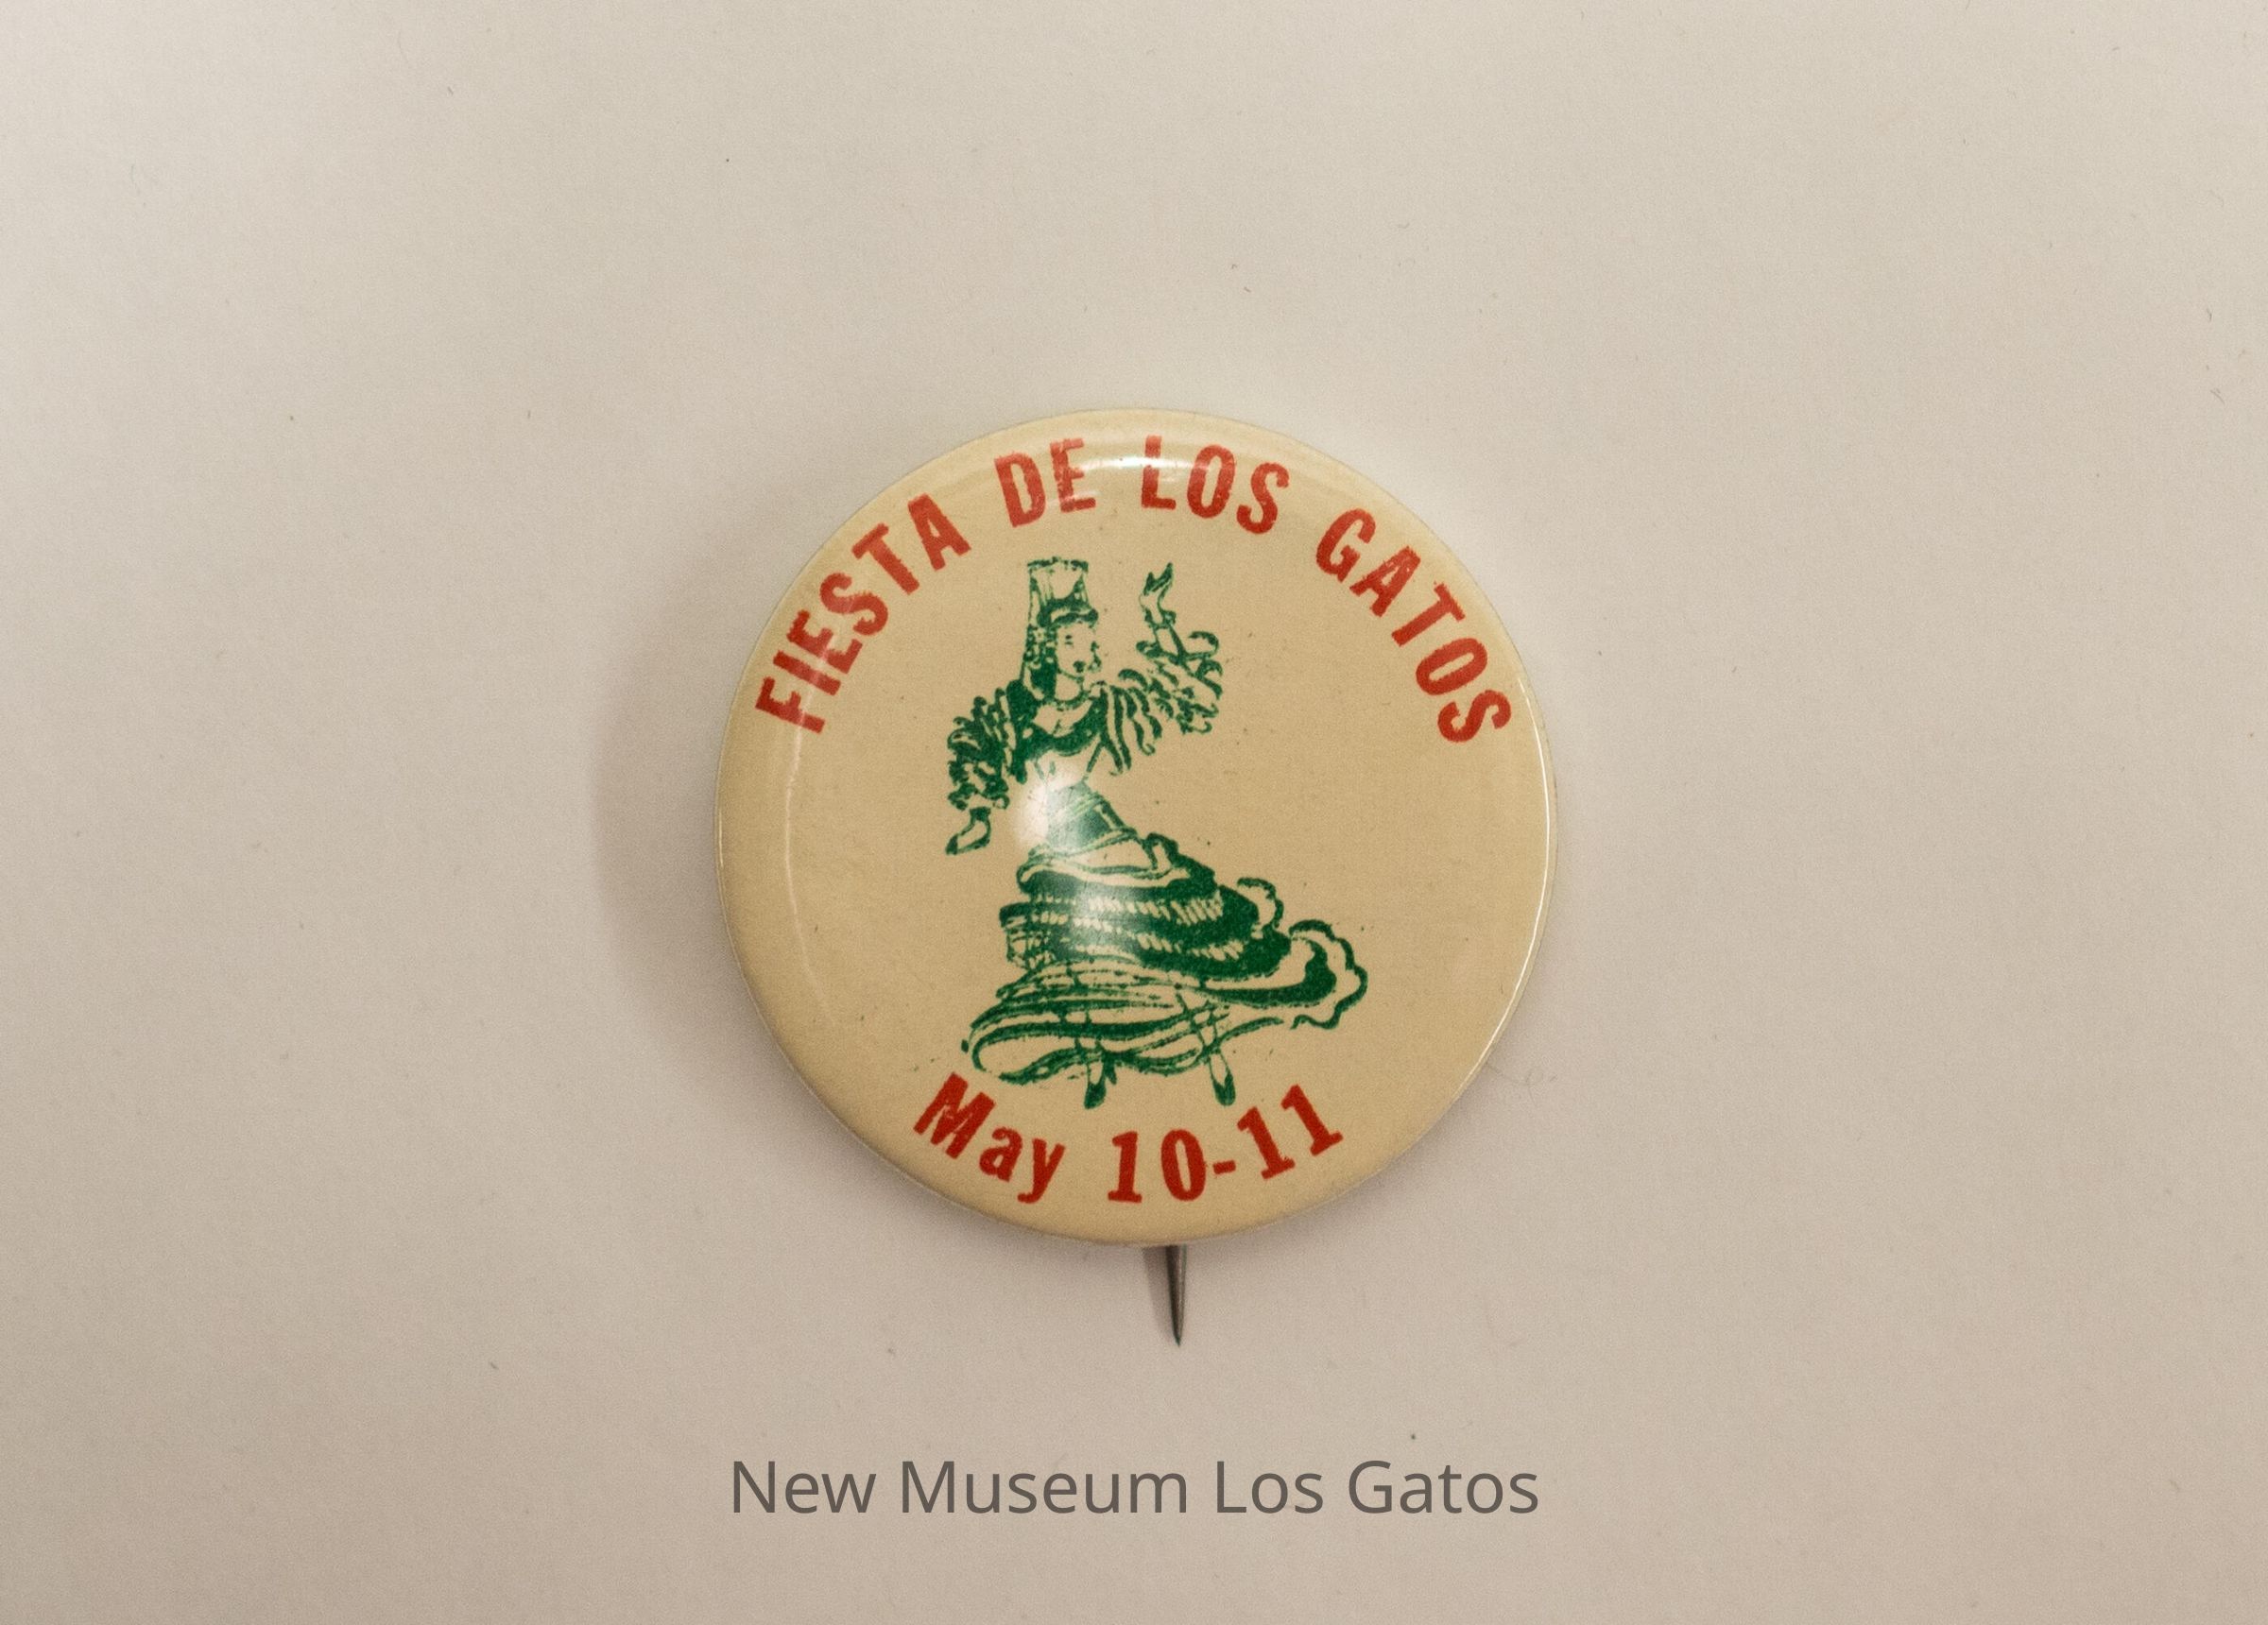 FIESTA DE LOS GATOS
May 10-11
New Museum Los Gatos